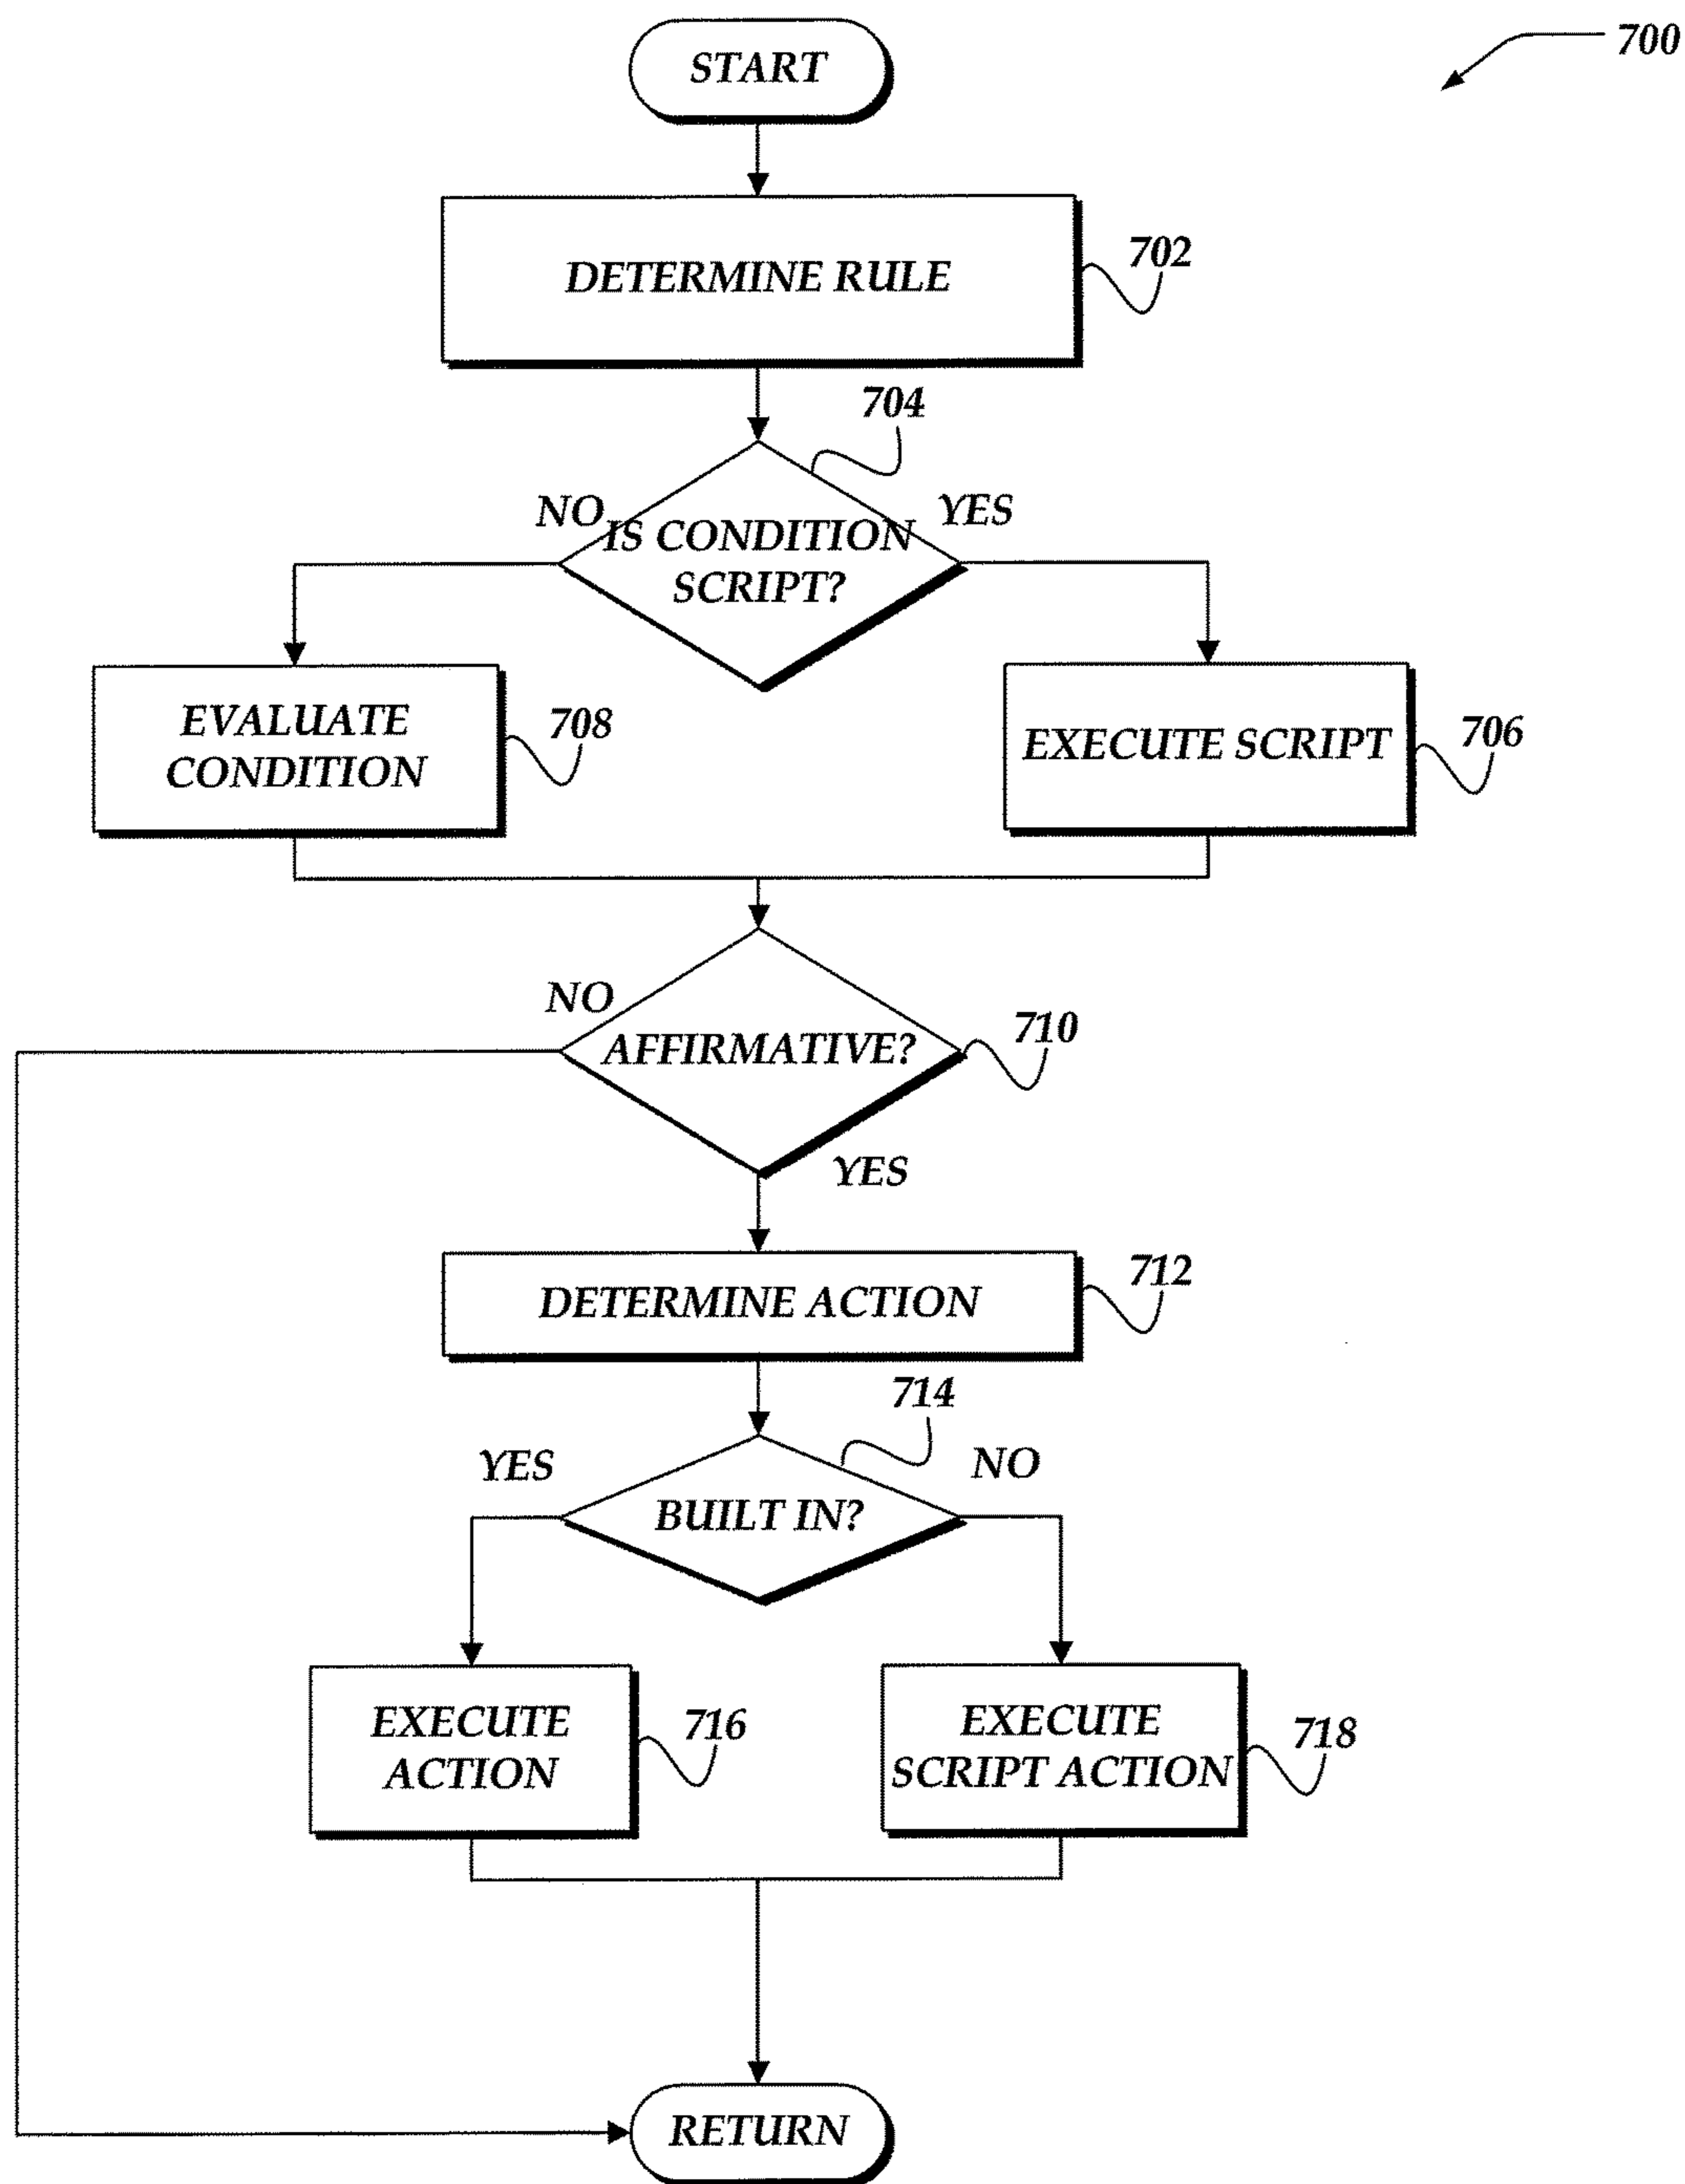 700
START
DETERMINE RULE
702
704
NO
YES
IS CONDITION
SCRIPT?
EVALUATE
CONDITION
708
EXECUTE SCRIPT
706
NO
AFFIRMATIVE?
710
YES
DETERMINE ACTION
712
714
YES
NO
BUILT IN?
EXECUTE
ACTION
716
EXECUTE
SCRIPT ACTION
718
RETURN